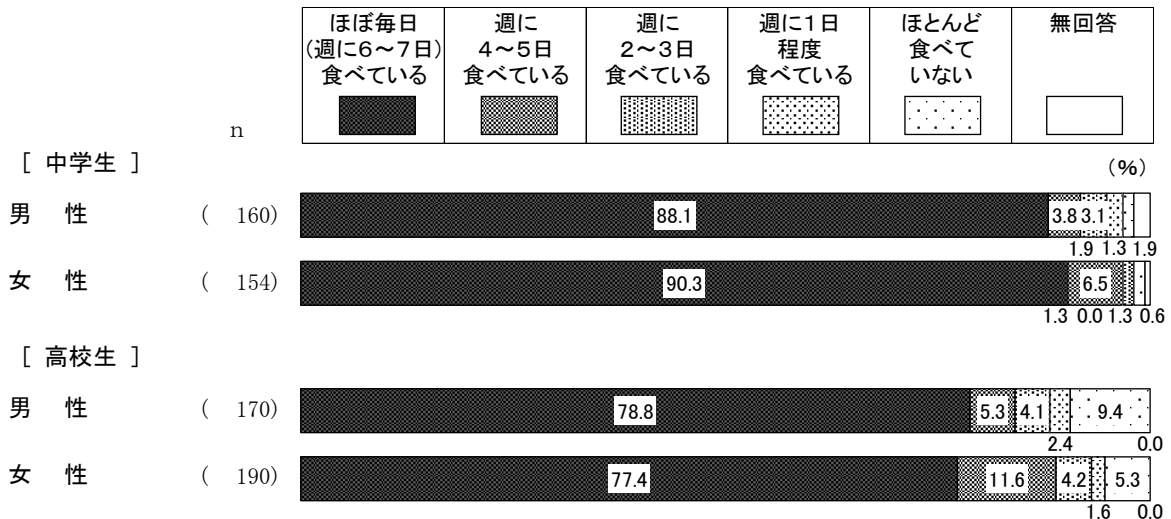 ほぼ毎日
(週に6～7日)
食べている
週に
4～5日
食べている
週に
2～3日
食べている
週に1日
程度
食べている
ほとんど
食べて
いない
無回答
n
［ 中学生 ］
(%)
男 性 ( 160) 88.1 3.8 3.1
1.9 1.3 1.9
女 性 ( 154) 90.3 6.5
1.3 0.0 1.3 0.6
［ 高校生 ］
男 性 ( 170) 78.8 5.3 4.1 9.4
2.4 0.0
女 性 ( 190) 77.4 11.6 4.2 5.3
1.6 0.0